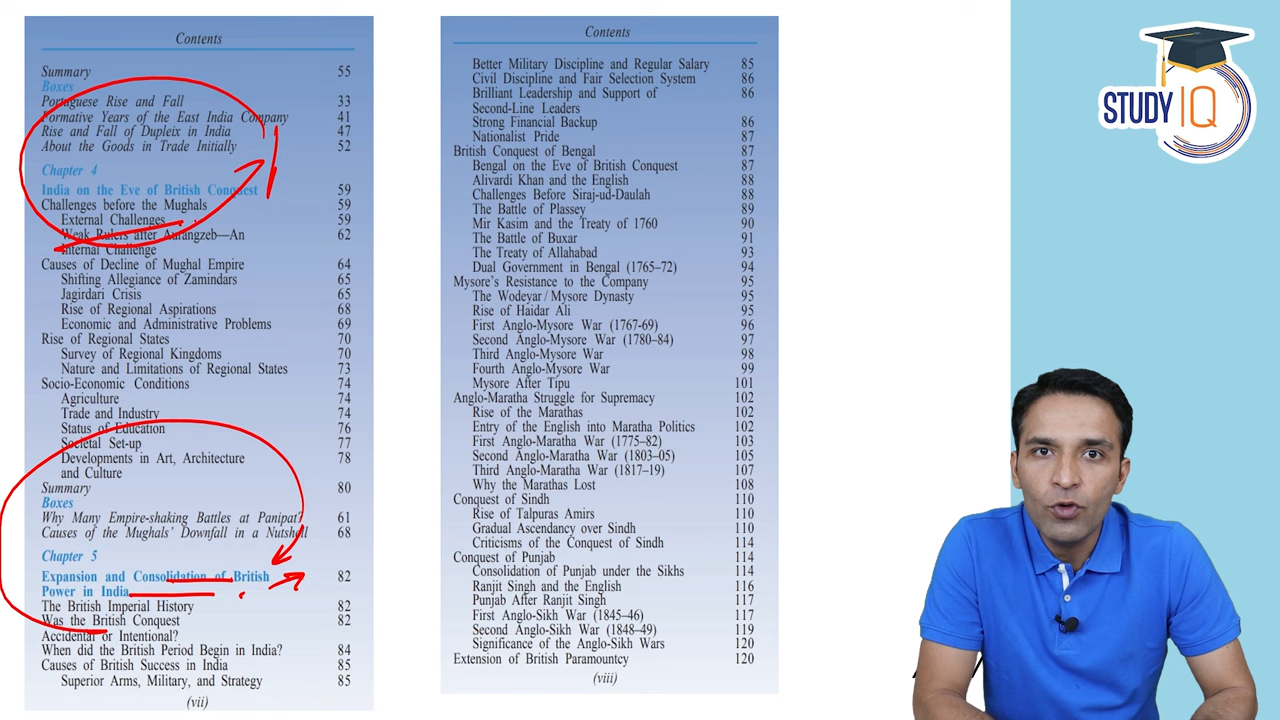 Contents
Summary 55
Boxes
Portuguese Rise and Fall 33
Formative Years of the East India Company 41
Rise and Fall of Dupleix in India 47
About the Goods in Trade Initially 52
Chapter 4
India on the Eve of British Conquest 59
Challenges before the Mughals 59
External Challenges 59
Weak Rulers after Aurangzeb—An 62
Internal Challenge
Causes of Decline of Mughal Empire 64
Shifting Allegiance of Zamindars 65
Jagirdari Crisis 65
Rise of Regional Aspirations 68
Economic and Administrative Problems 69
Rise of Regional States 70
Survey of Regional Kingdoms 70
Nature and Limitations of Regional States 73
Socio-Economic Conditions 74
Agriculture 74
Trade and Industry 74
Status of Education 76
Societal Set-up 77
Developments in Art, Architecture 78
and Culture
Summary 80
Boxes
Why Many Empire-shaking Battles at Panipat? 61
Causes of the Mughals' Downfall in a Nutshell 68
Chapter 5
Expansion and Consolidation of British 82
Power in India
The British Imperial History 82
Was the British Conquest 82
Accidental or Intentional?
When did the British Period Begin in India? 84
Causes of British Success in India 85
Superior Arms, Military, and Strategy 85
(vii)
Contents
Better Military Discipline and Regular Salary 85
Civil Discipline and Fair Selection System 86
Brilliant Leadership and Support of 86
Second-Line Leaders
Strong Financial Backup 86
Nationalist Pride 87
British Conquest of Bengal 87
Bengal on the Eve of British Conquest 87
Alivardi Khan and the English 88
Challenges Before Siraj-ud-Daulah 88
The Battle of Plassey 89
Mir Kasim and the Treaty of 1760 90
The Battle of Buxar 91
The Treaty of Allahabad 93
Dual Government in Bengal (1765–72) 94
Mysore's Resistance to the Company 95
The Wodeyar / Mysore Dynasty 95
Rise of Haidar Ali 95
First Anglo-Mysore War (1767-69) 96
Second Anglo-Mysore War (1780–84) 97
Third Anglo-Mysore War 98
Fourth Anglo-Mysore War 99
Mysore After Tipu 101
Anglo-Maratha Struggle for Supremacy 102
Rise of the Marathas 102
Entry of the English into Maratha Politics 102
First Anglo-Maratha War (1775–82) 103
Second Anglo-Maratha War (1803–05) 105
Third Anglo-Maratha War (1817–19) 107
Why the Marathas Lost 108
Conquest of Sindh 110
Rise of Talpuras Amirs 110
Gradual Ascendancy over Sindh 110
Criticisms of the Conquest of Sindh 114
Conquest of Punjab 114
Consolidation of Punjab under the Sikhs 114
Ranjit Singh and the English 116
Punjab After Ranjit Singh 117
First Anglo-Sikh War (1845–46) 117
Second Anglo-Sikh War (1848–49) 119
Significance of the Anglo-Sikh Wars 120
Extension of British Paramountcy 120
(viii)
STUDY IQ